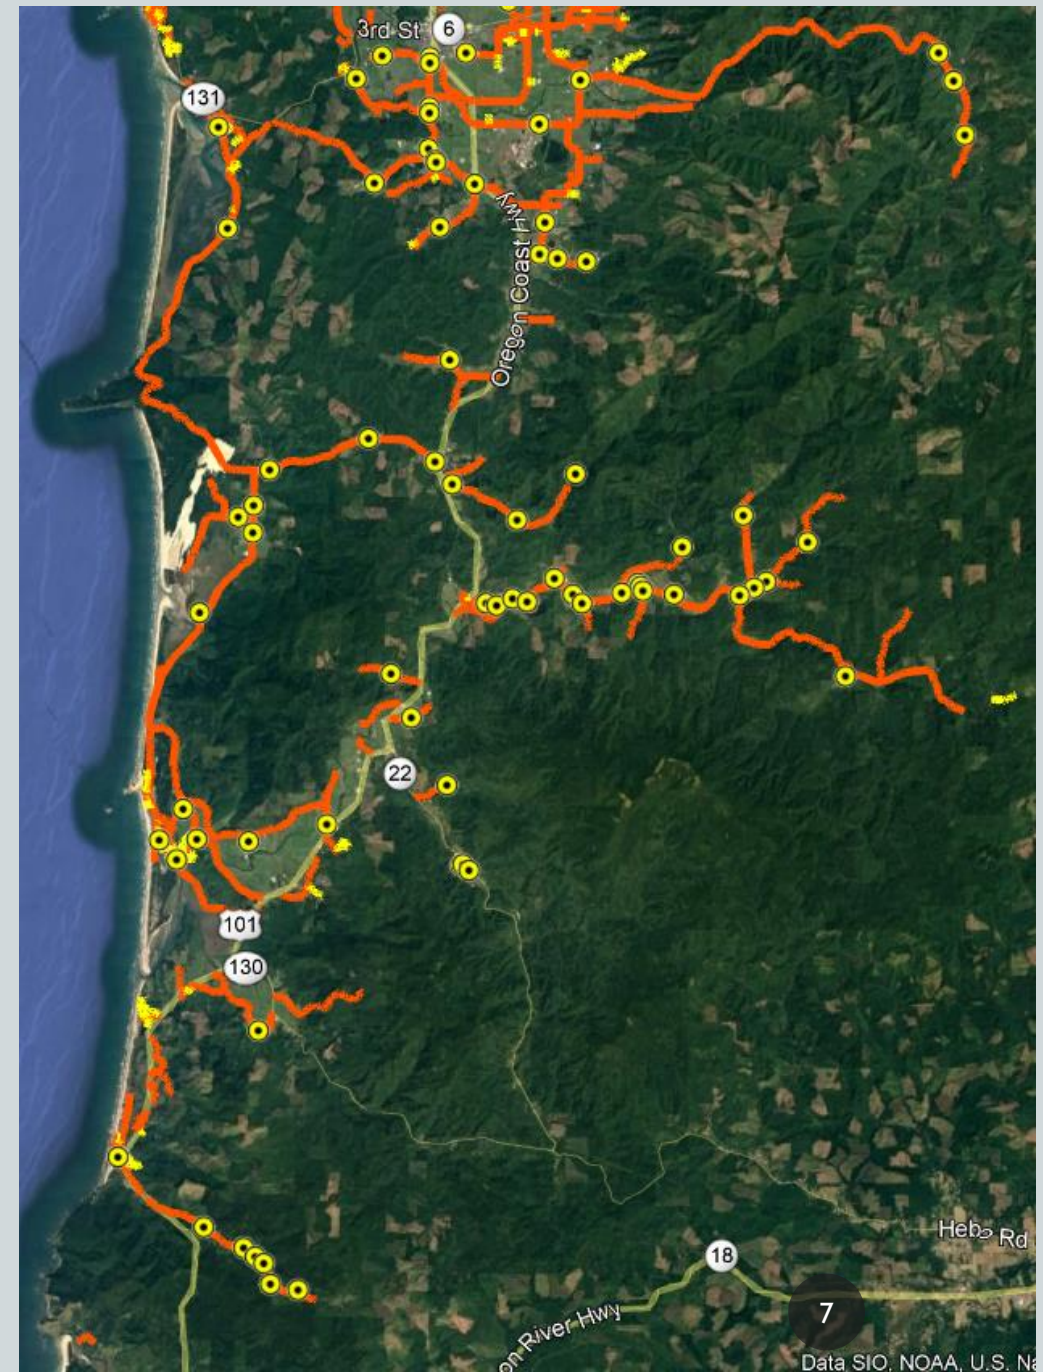 3rd St
6
131
Oregon Coast Hwy
22
101
130
Hebo Rd
18
on River Hwy
7
Data SIO, NOAA, U.S. Na